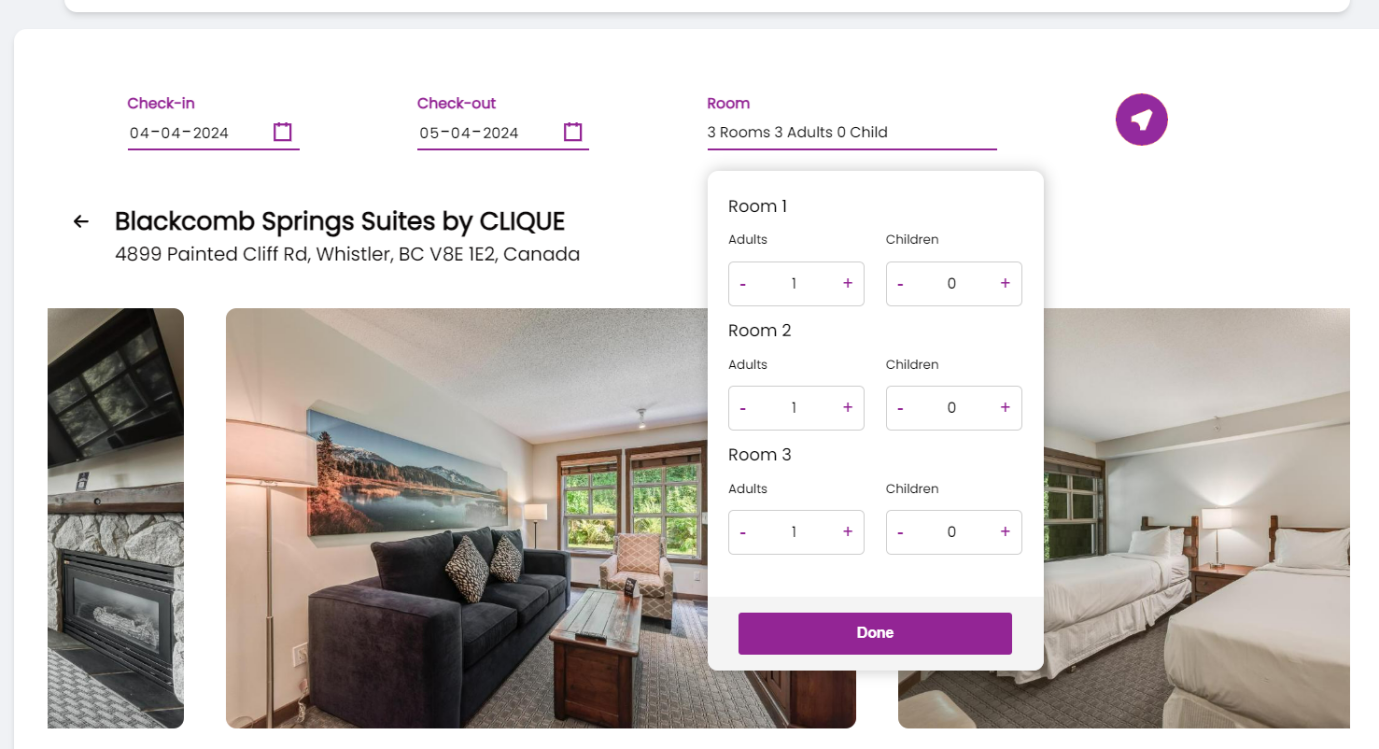 Check-in
04-04-2024
Check-out
05-04-2024
Room
3 Rooms 3 Adults 0 Child
Blackcomb Springs Suites by CLIQUE
4899 Painted Cliff Rd, Whistler, BC V8E 1E2, Canada
Room 1
Adults Children
- 1 + - 0 +
Room 2
Adults Children
- 1 + - 0 +
Room 3
Adults Children
- 1 + - 0 +
Done